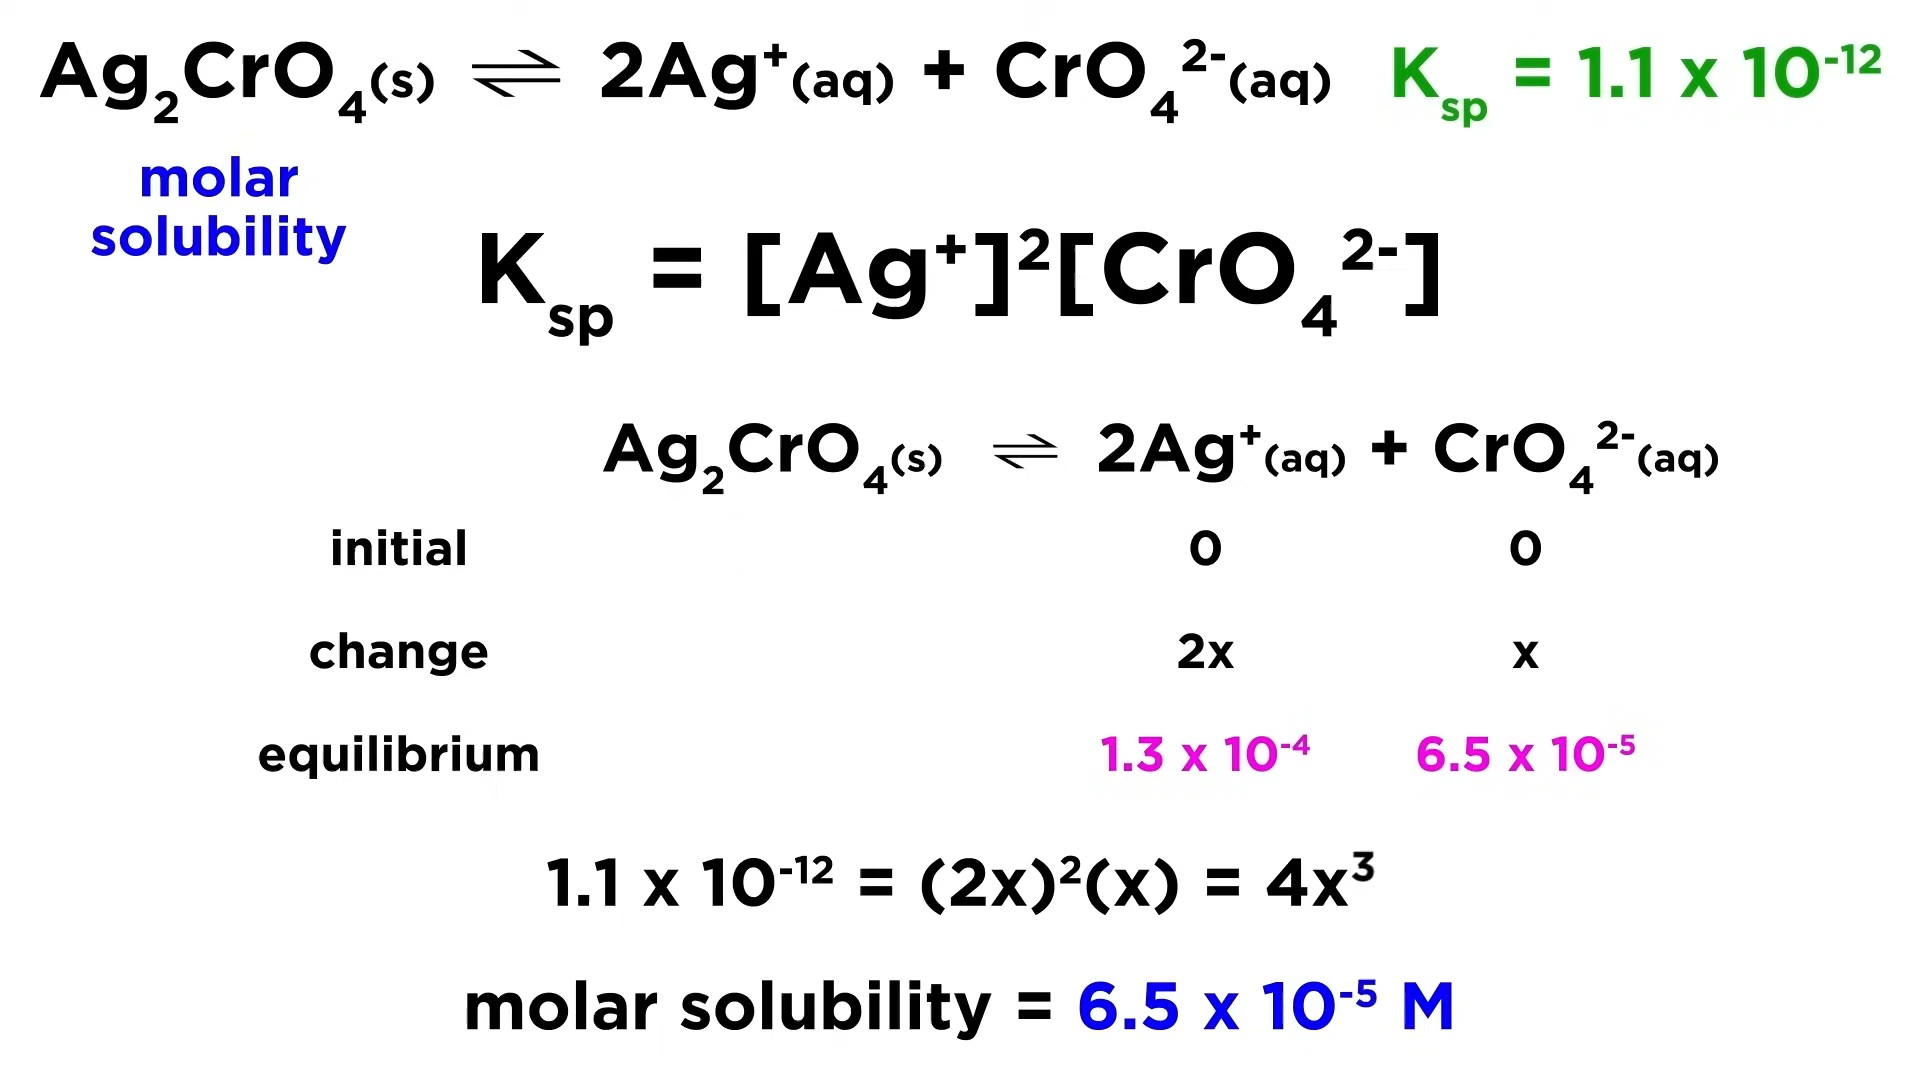 Ag₂CrO₄(s) ⇌ 2Ag⁺(aq) + CrO₄²⁻(aq) Kₛₚ = 1.1 x 10⁻¹²
molar
solubility
Kₛₚ = [Ag⁺]²[CrO₄²⁻]
Ag₂CrO₄(s) ⇌ 2Ag⁺(aq) + CrO₄²⁻(aq)
initial 0 0
change 2x x
equilibrium 1.3 x 10⁻⁴ 6.5 x 10⁻⁵
1.1 x 10⁻¹² = (2x)²(x) = 4x³
molar solubility = 6.5 x 10⁻⁵ M